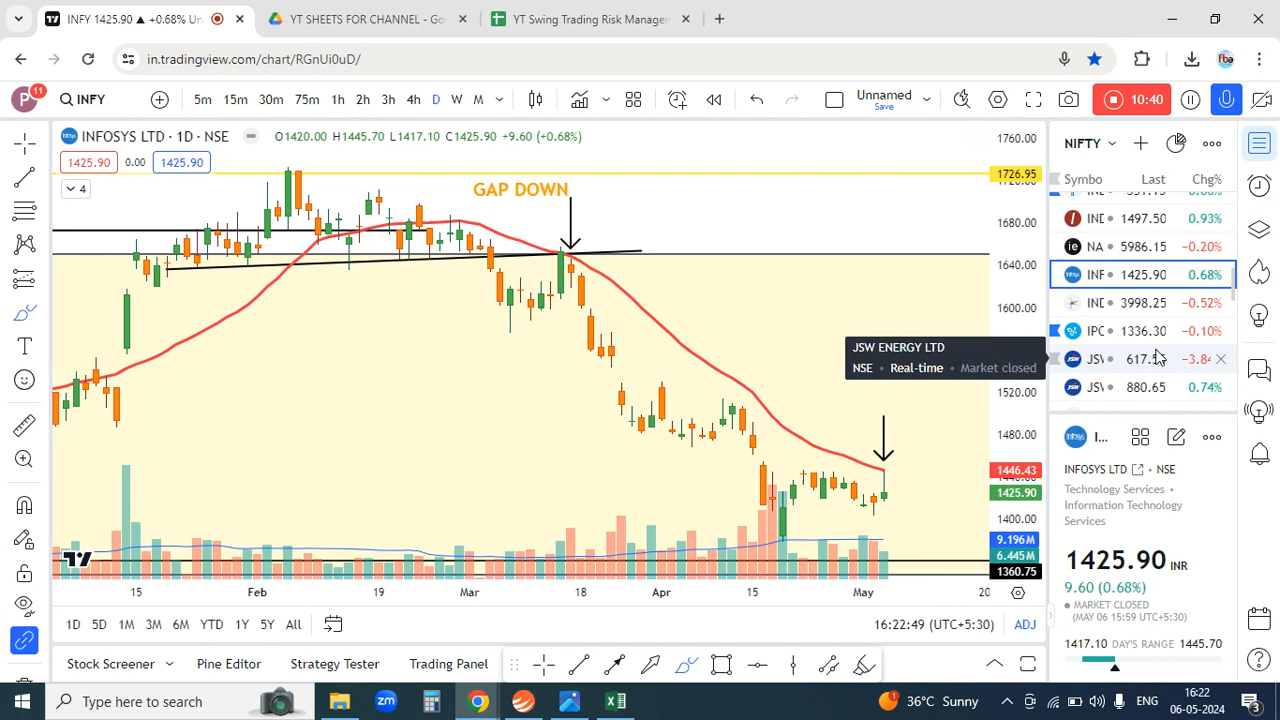 INFY 1425.90 ▲ +0.68% Un
YT SHEETS FOR CHANNEL - Go
YT Swing Trading Risk Manager
in.tradingview.com/chart/RGnUi0uD/
fba
P 11
INFY
5m 15m 30m 75m 1h 2h 3h 4h D W M
Unnamed
Save
10:40
INFOSYS LTD · 1D · NSE O1420.00 H1445.70 L1417.10 C1425.90 +9.60 (+0.68%)
1425.90 0.00 1425.90
4
GAP DOWN
1760.00
1726.95
1680.00
1640.00
1600.00
1520.00
1480.00
1446.43
1425.90
1400.00
9.196M
6.445M
1360.75
15 Feb 19 Mar 18 Apr 15 May 20
JSW ENERGY LTD
NSE • Real-time • Market closed
NIFTY
Symbo Last Chg%
INE 1497.50 0.93%
NA 5986.15 −0.20%
INF 1425.90 0.68%
INE 3998.25 −0.52%
IPC 1336.30 −0.10%
JSV 617. −3.84
JSV 880.65 0.74%
I...
INFOSYS LTD • NSE
Technology Services •
Information Technology
Services
1425.90 INR
9.60 (0.68%)
MARKET CLOSED
(MAY 06 15:59 UTC+5:30)
1417.10 DAY'S RANGE 1445.70
1D 5D 1M 3M 6M YTD 1Y 5Y All
16:22:49 (UTC+5:30) ADJ
Stock Screener Pine Editor Strategy Tester Trading Panel
Type here to search
zm
36°C Sunny
ENG
16:22
06-05-2024
3